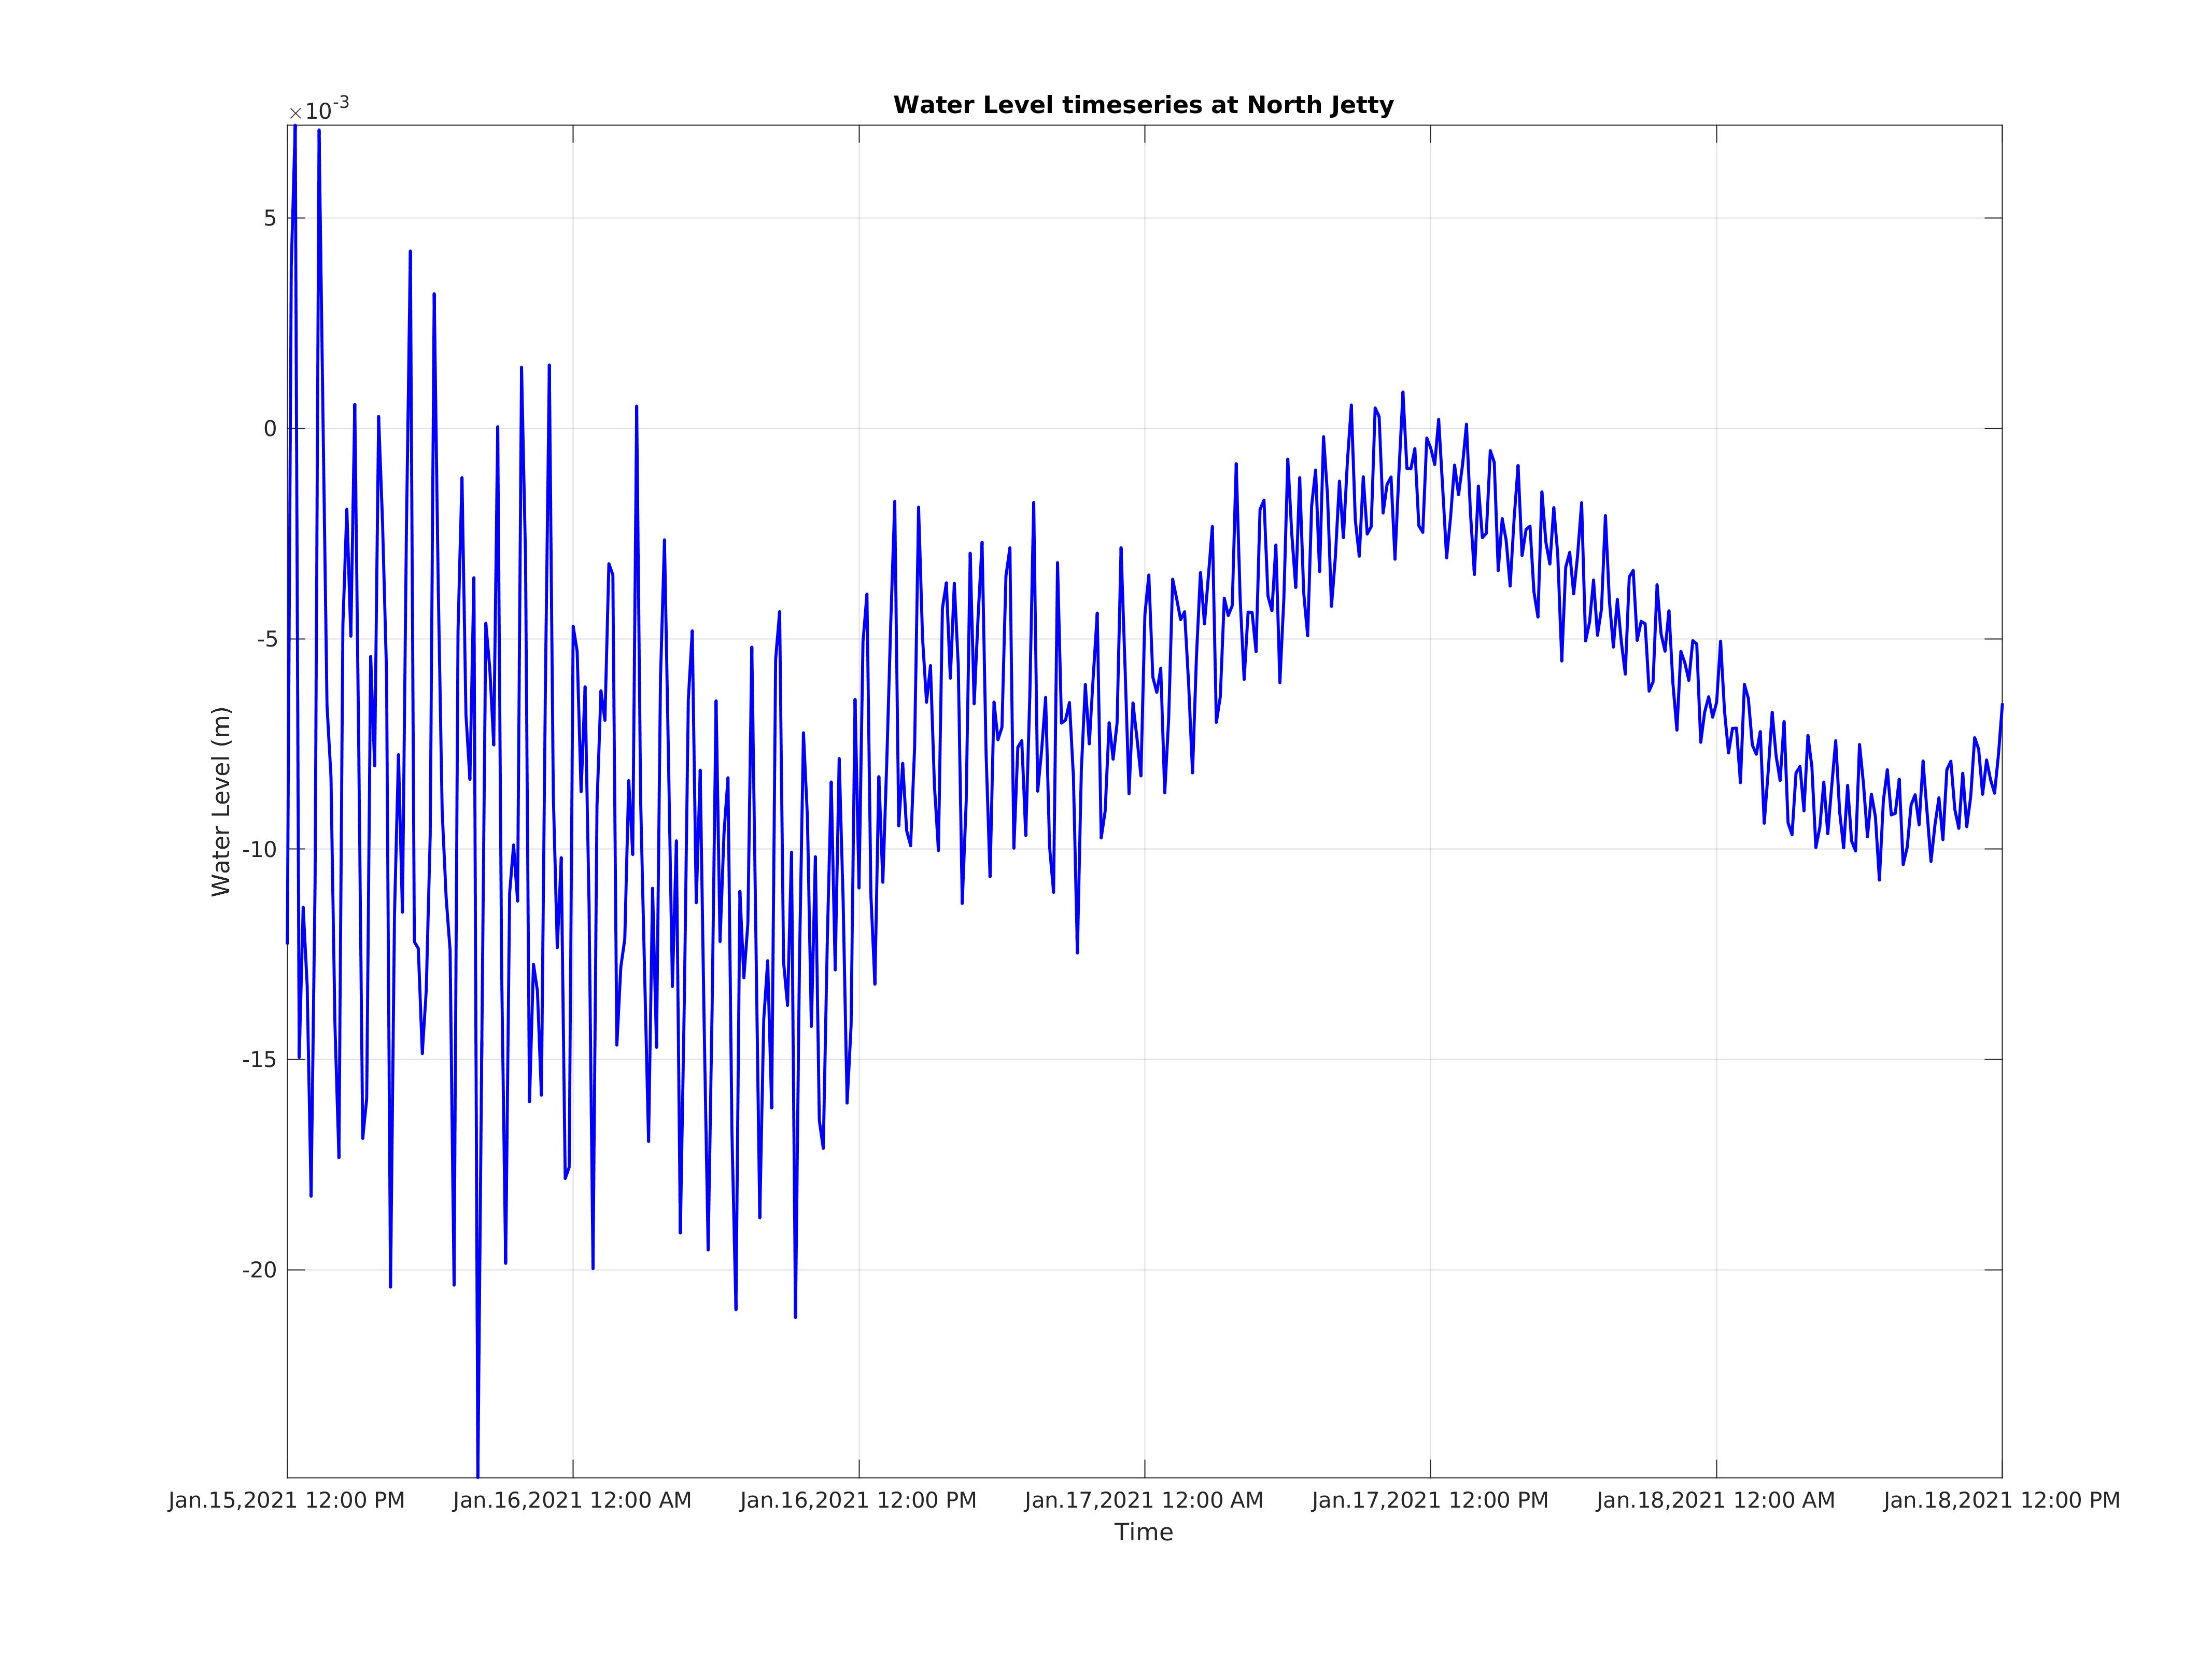 Water Level timeseries at North Jetty
×10-3
5
0
-5
-10
-15
-20
Water Level (m)
Jan.15,2021 12:00 PM
Jan.16,2021 12:00 AM
Jan.16,2021 12:00 PM
Jan.17,2021 12:00 AM
Jan.17,2021 12:00 PM
Jan.18,2021 12:00 AM
Jan.18,2021 12:00 PM
Time